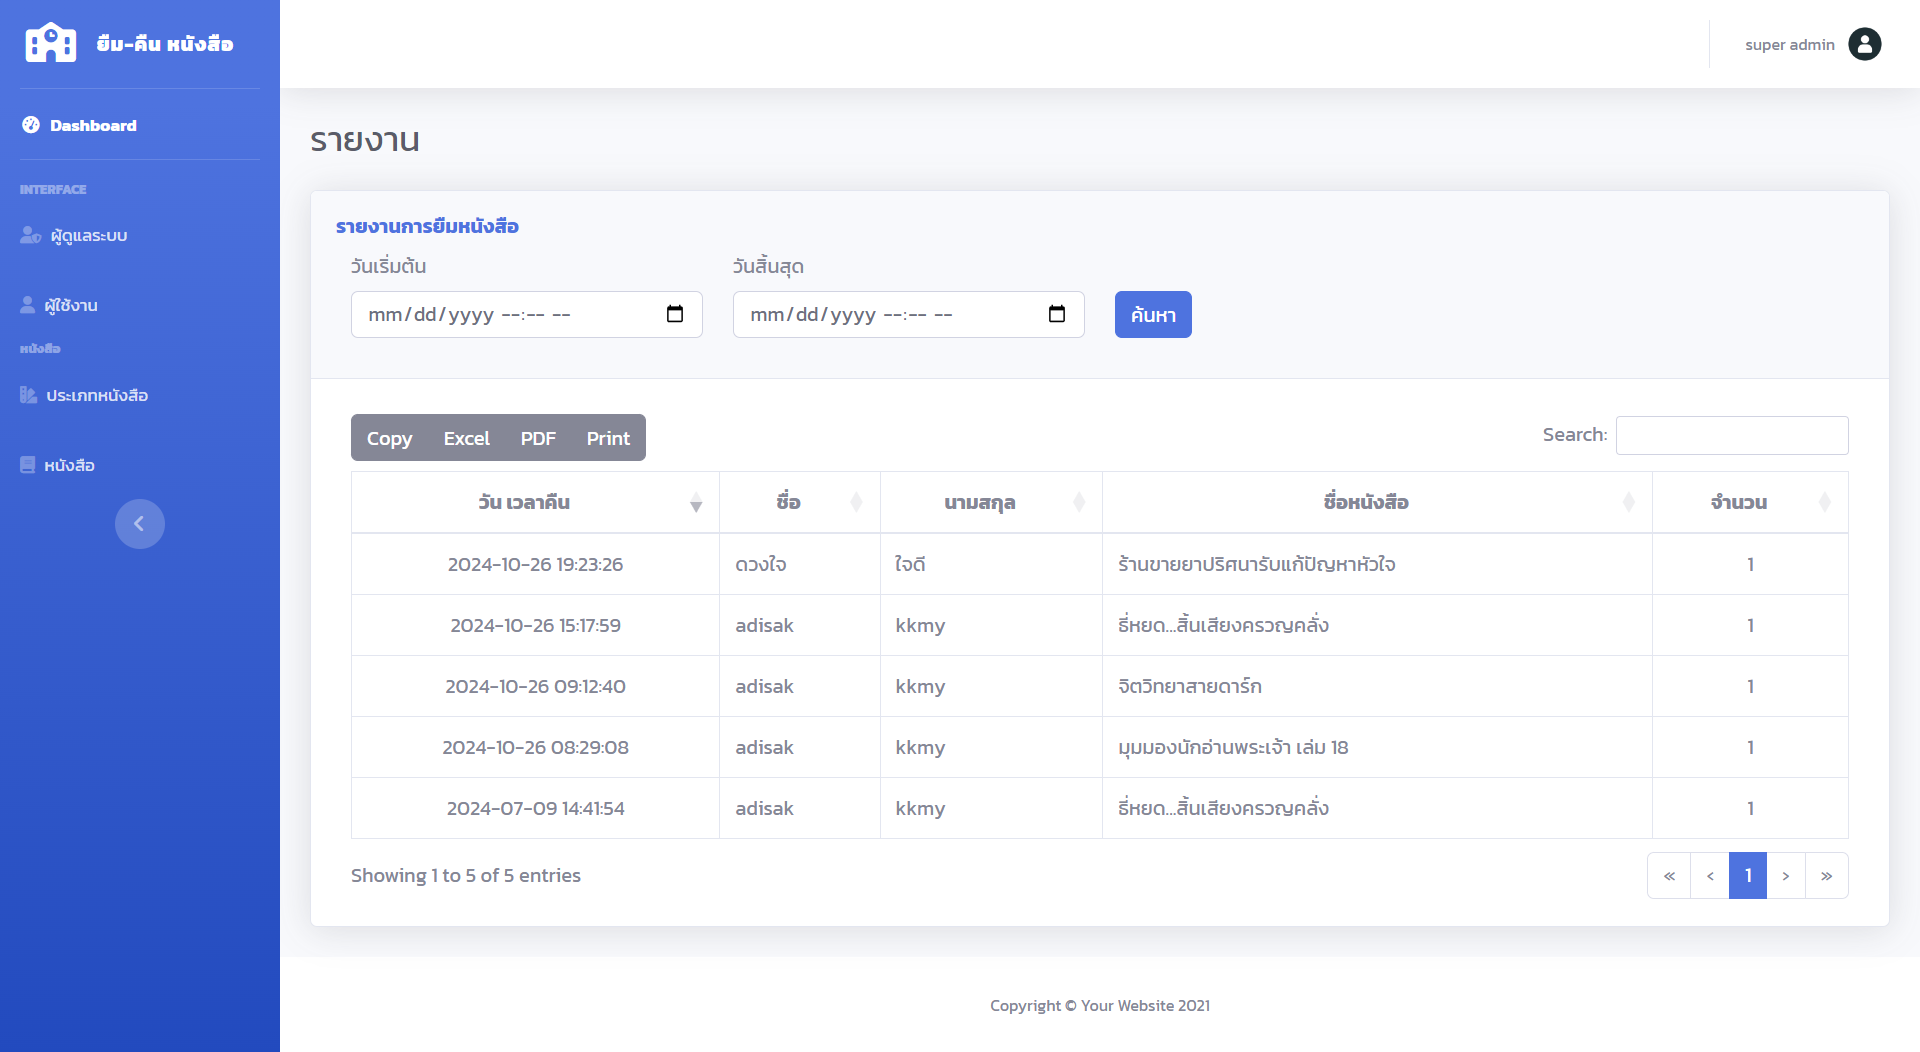 ยืม-คืน หนังสือ
super admin
Dashboard
INTERFACE
ผู้ดูแลระบบ
ผู้ใช้งาน
หนังสือ
ประเภทหนังสือ
หนังสือ
รายงาน
รายงานการยืมหนังสือ
วันเริ่มต้น วันสิ้นสุด
mm/dd/yyyy --:-- -- mm/dd/yyyy --:-- -- ค้นหา
Copy Excel PDF Print Search:
วัน เวลาคืน ชื่อ นามสกุล ชื่อหนังสือ จำนวน
2024-10-26 19:23:26 ดวงใจ ใจดี ร้านขายยาปริศนารับแก้ปัญหาหัวใจ 1
2024-10-26 15:17:59 adisak kkmy ธี่หยด...สิ้นเสียงครวญคลั่ง 1
2024-10-26 09:12:40 adisak kkmy จิตวิทยาสายดาร์ก 1
2024-10-26 08:29:08 adisak kkmy มุมมองนักอ่านพระเจ้า เล่ม 18 1
2024-07-09 14:41:54 adisak kkmy ธี่หยด...สิ้นเสียงครวญคลั่ง 1
Showing 1 to 5 of 5 entries « ‹ 1 › »
Copyright © Your Website 2021